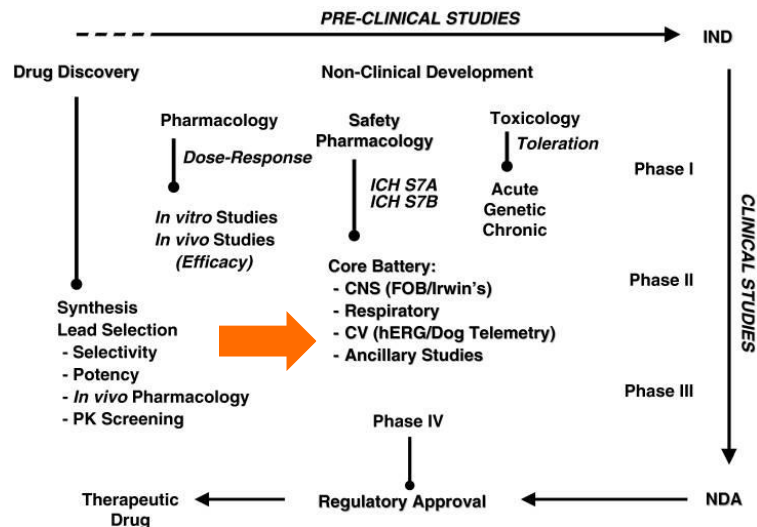 PRE-CLINICAL STUDIES
IND
Drug Discovery
Non-Clinical Development
Pharmacology
Dose-Response
In vitro Studies
In vivo Studies
(Efficacy)
Safety
Pharmacology
ICH S7A
ICH S7B
Toxicology
Toleration
Acute
Genetic
Chronic
Phase I
Phase II
Phase III
CLINICAL STUDIES
Synthesis
Lead Selection
- Selectivity
- Potency
- In vivo Pharmacology
- PK Screening
Core Battery:
- CNS (FOB/Irwin's)
- Respiratory
- CV (hERG/Dog Telemetry)
- Ancillary Studies
Phase IV
Therapeutic
Drug
Regulatory Approval
NDA